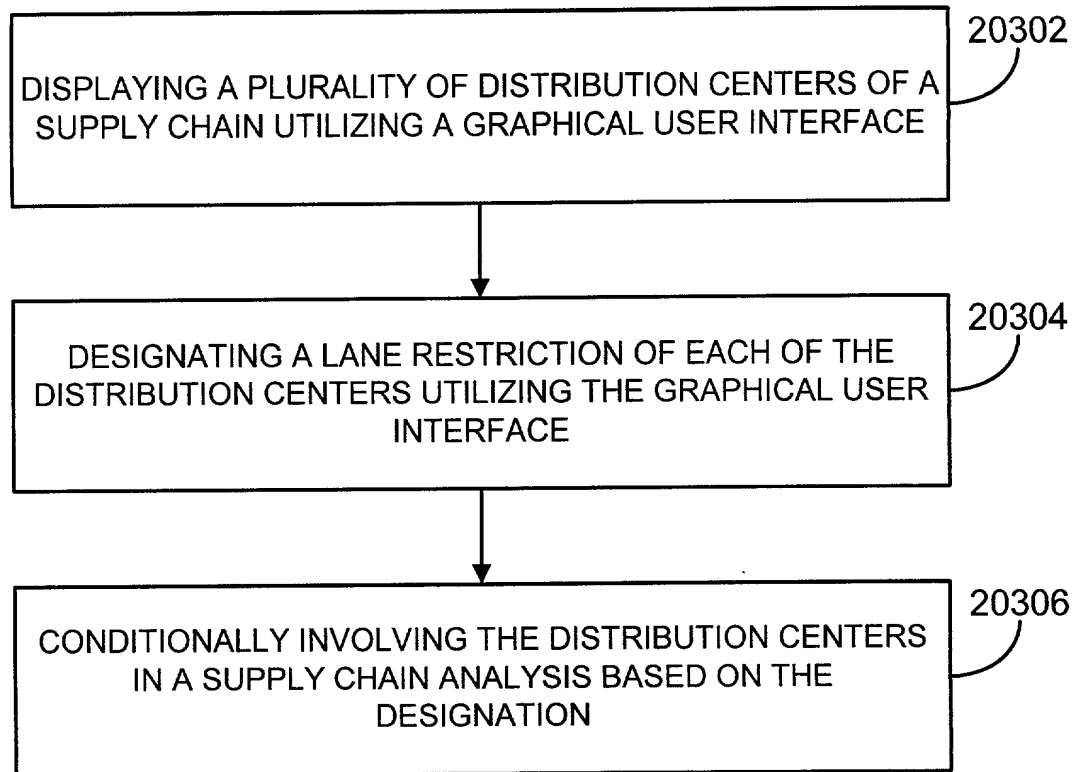 20302
DISPLAYING A PLURALITY OF DISTRIBUTION CENTERS OF A
SUPPLY CHAIN UTILIZING A GRAPHICAL USER INTERFACE
20304
DESIGNATING A LANE RESTRICTION OF EACH OF THE
DISTRIBUTION CENTERS UTILIZING THE GRAPHICAL USER
INTERFACE
20306
CONDITIONALLY INVOLVING THE DISTRIBUTION CENTERS
IN A SUPPLY CHAIN ANALYSIS BASED ON THE
DESIGNATION